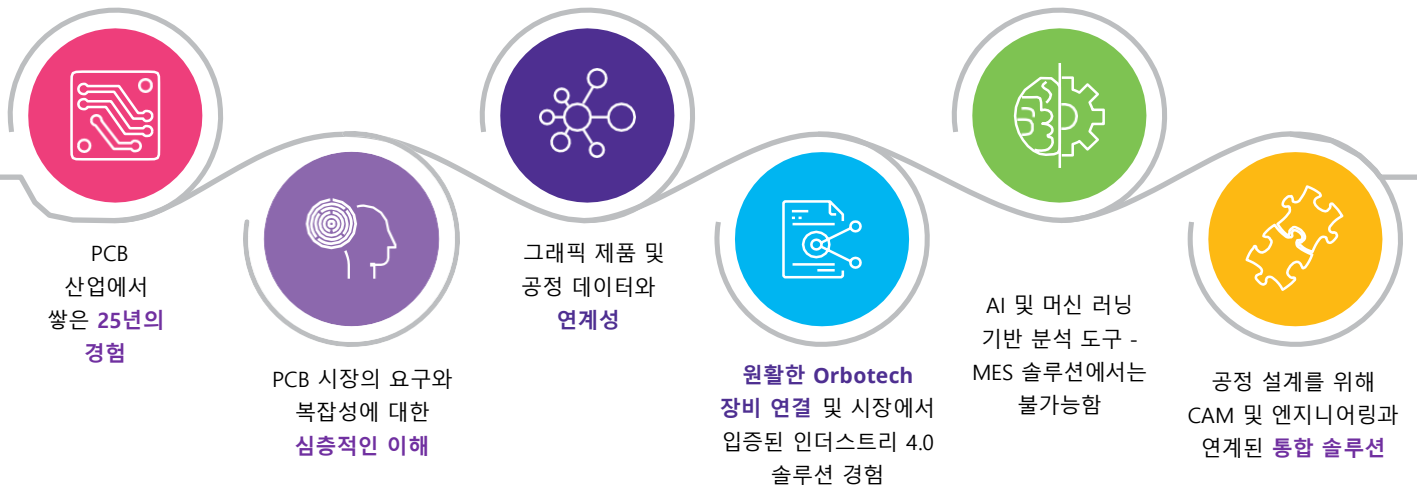 PCB
산업에서
쌓은 25년의
경험
PCB 시장의 요구와
복잡성에 대한
심층적인 이해
그래픽 제품 및
공정 데이터와
연계성
원활한 Orbotech
장비 연결 및 시장에서
입증된 인더스트리 4.0
솔루션 경험
AI 및 머신 러닝
기반 분석 도구 -
MES 솔루션에서는
불가능함
공정 설계를 위해
CAM 및 엔지니어링과
연계된 통합 솔루션